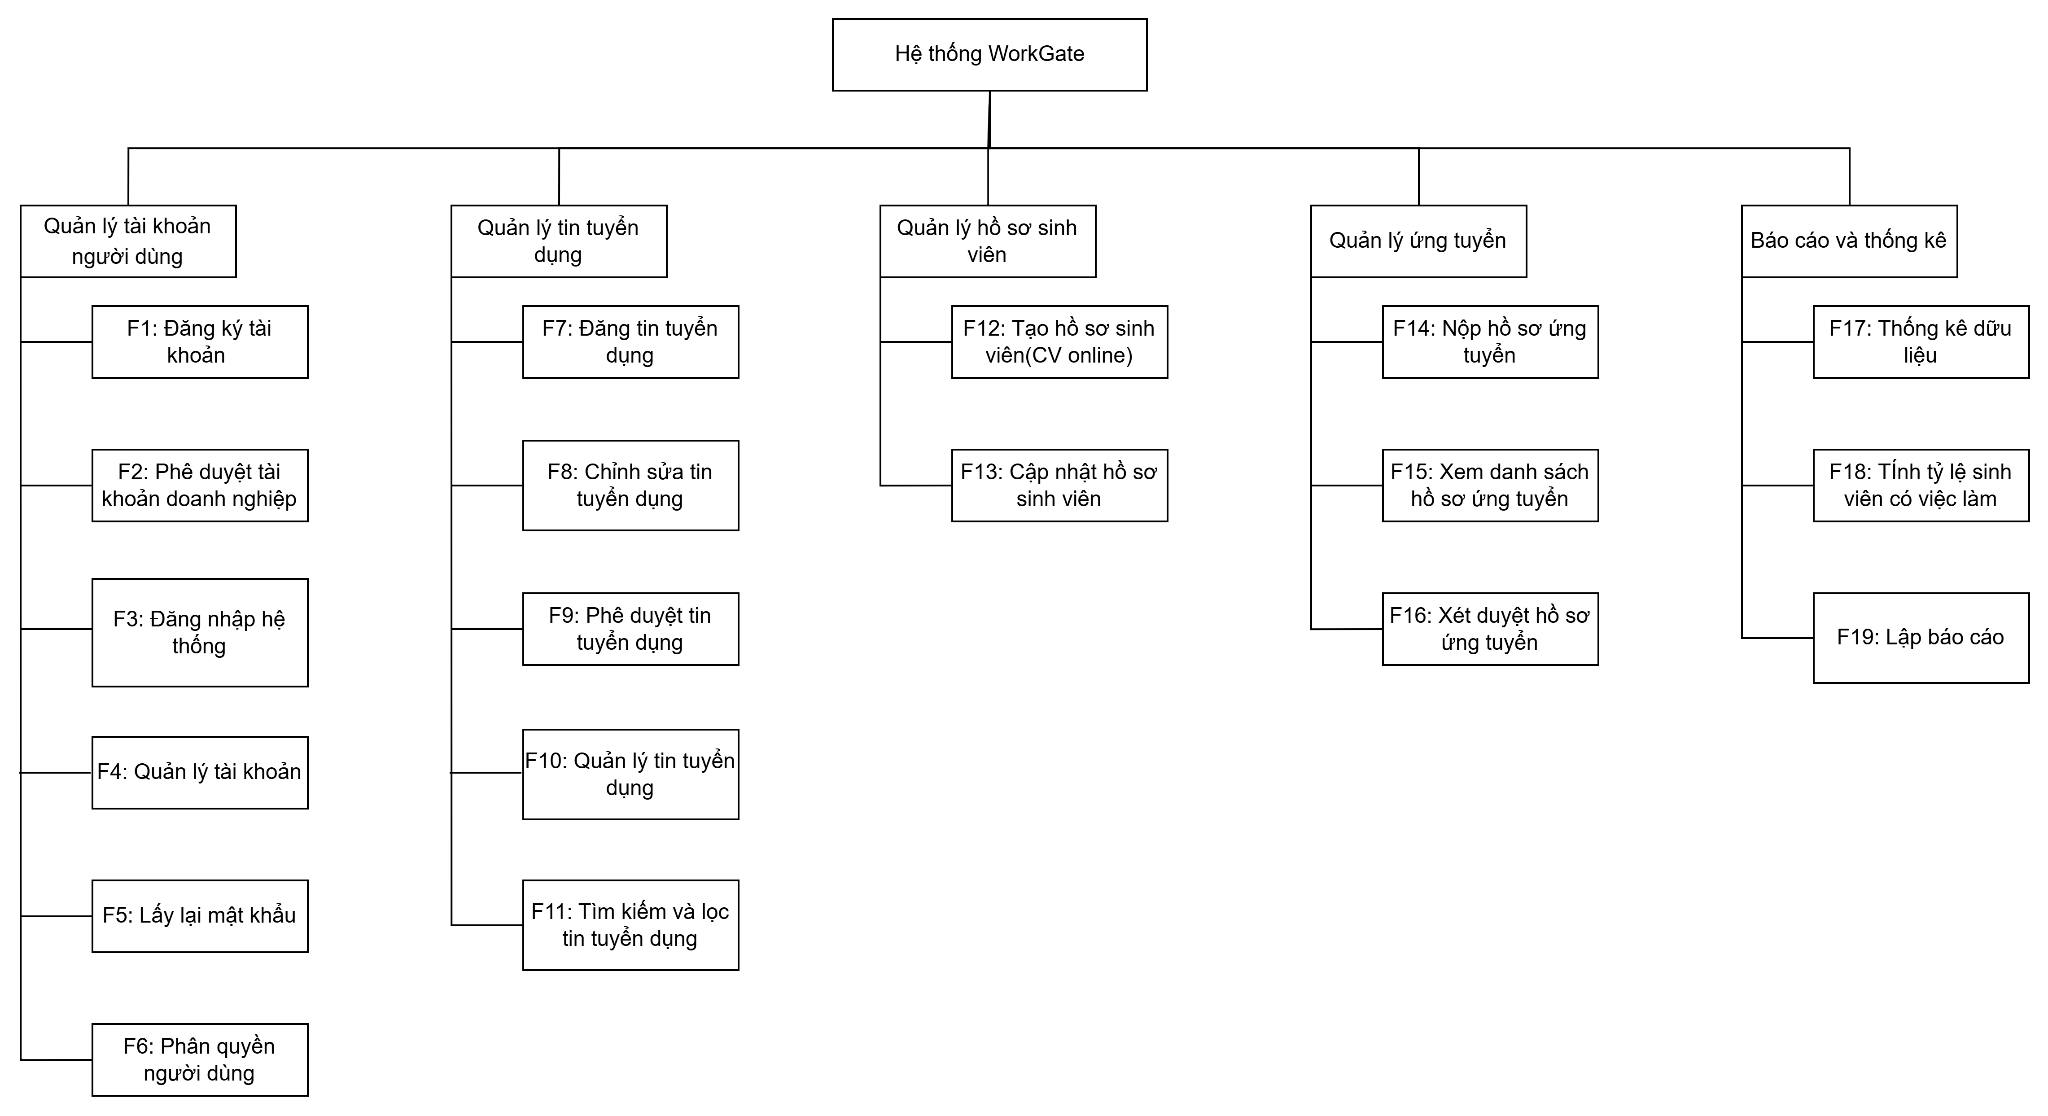 Hệ thống WorkGate
Quản lý tài khoản
người dùng
F1: Đăng ký tài
khoản
F2: Phê duyệt tài
khoản doanh nghiệp
F3: Đăng nhập hệ
thống
F4: Quản lý tài khoản
F5: Lấy lại mật khẩu
F6: Phân quyền
người dùng
Quản lý tin tuyển
dụng
F7: Đăng tin tuyển
dụng
F8: Chỉnh sửa tin
tuyển dụng
F9: Phê duyệt tin
tuyển dụng
F10: Quản lý tin tuyển
dụng
F11: Tìm kiếm và lọc
tin tuyển dụng
Quản lý hồ sơ sinh
viên
F12: Tạo hồ sơ sinh
viên(CV online)
F13: Cập nhật hồ sơ
sinh viên
Quản lý ứng tuyển
F14: Nộp hồ sơ ứng
tuyển
F15: Xem danh sách
hồ sơ ứng tuyển
F16: Xét duyệt hồ sơ
ứng tuyển
Báo cáo và thống kê
F17: Thống kê dữu
liệu
F18: TÍnh tỷ lệ sinh
viên có việc làm
F19: Lập báo cáo